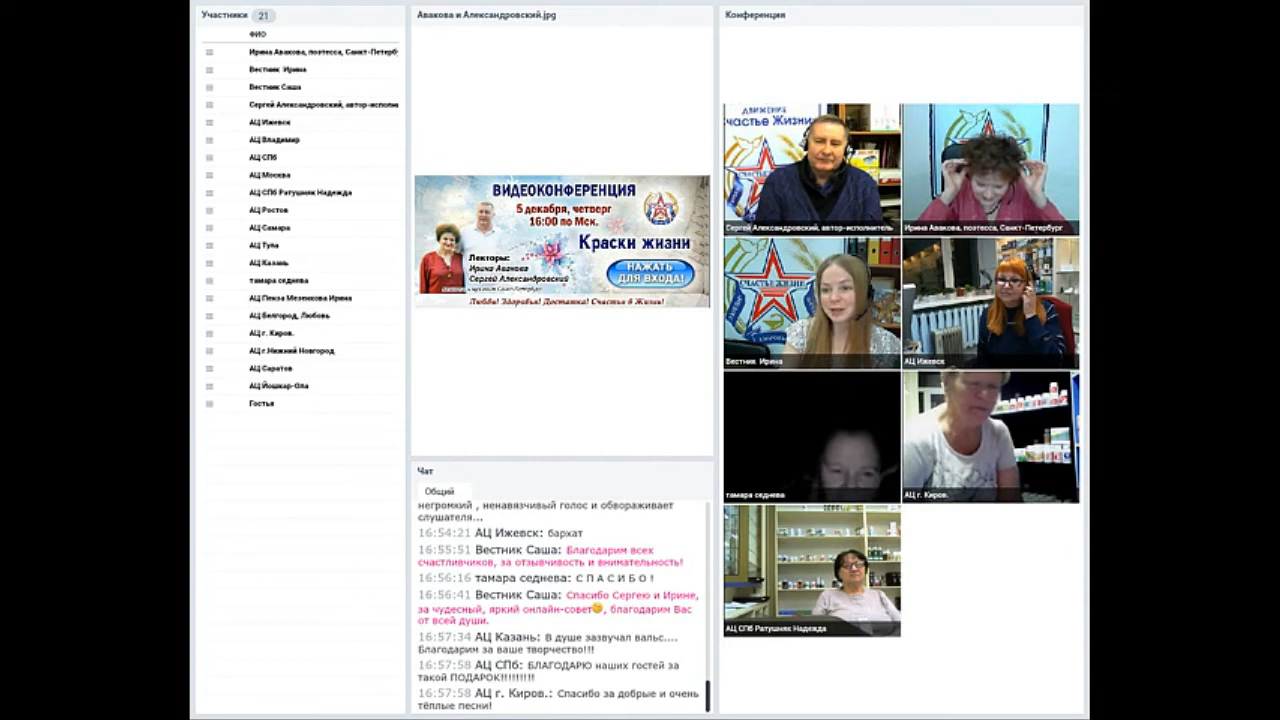 Участники 21
ФИО
Ирина Авакова, поэтесса, Санкт-Петерб
Вестник Ирина
Вестник Саша
Сергей Александровский, автор-исполни
АЦ Ижевск
АЦ Владимир
АЦ СПб
АЦ Москва
АЦ СПб Ратушняк Надежда
АЦ Ростов
АЦ Самара
АЦ Тула
АЦ Казань
тамара седнева
АЦ Пенза Мезенкова Ирина
АЦ Белгород, Любовь
АЦ г. Киров.
АЦ г.Нижний Новгород
АЦ Саратов
АЦ Йошкар-Ола
Гостья
Авакова и Александровский.jpg
ВИДЕОКОНФЕРЕНЦИЯ
5 декабря, четверг
16:00 по Мск.
Краски жизни
Лекторы:
Ирина Авакова
Сергей Александровский
НАЖАТЬ
ДЛЯ ВХОДА!
Любви! Здоровья! Достатка! Счастья в Жизни!
Чат
Общий
негромкий , ненавязчивый голос и обвораживает
слушателя...
16:54:21 АЦ Ижевск: бархат
16:55:51 Вестник Саша: Благодарим всех
счастливчиков, за отзывчивость и внимательность!
16:56:16 тамара седнева: С П А С И Б О !
16:56:41 Вестник Саша: Спасибо Сергею и Ирине,
за чудесный, яркий онлайн-совет😊, благодарим Вас
от всей души.
16:57:34 АЦ Казань: В душе зазвучал вальс....
Благодарим за ваше творчество!!!
16:57:58 АЦ СПб: БЛАГОДАРЮ наших гостей за
такой ПОДАРОК!!!!!!!!!
16:57:58 АЦ г. Киров.: Спасибо за добрые и очень
тёплые песни!
Конференция
ДВИЖЕНИЕ
Счастье Жизни
Сергей Александровский, автор-исполнитель
Ирина Авакова, поэтесса, Санкт-Петербург
СЧАСТЬЕ ЖИЗНИ
Вестник Ирина
АЦ Ижевск
тамара седнева
АЦ г. Киров.
АЦ СПб Ратушняк Надежда